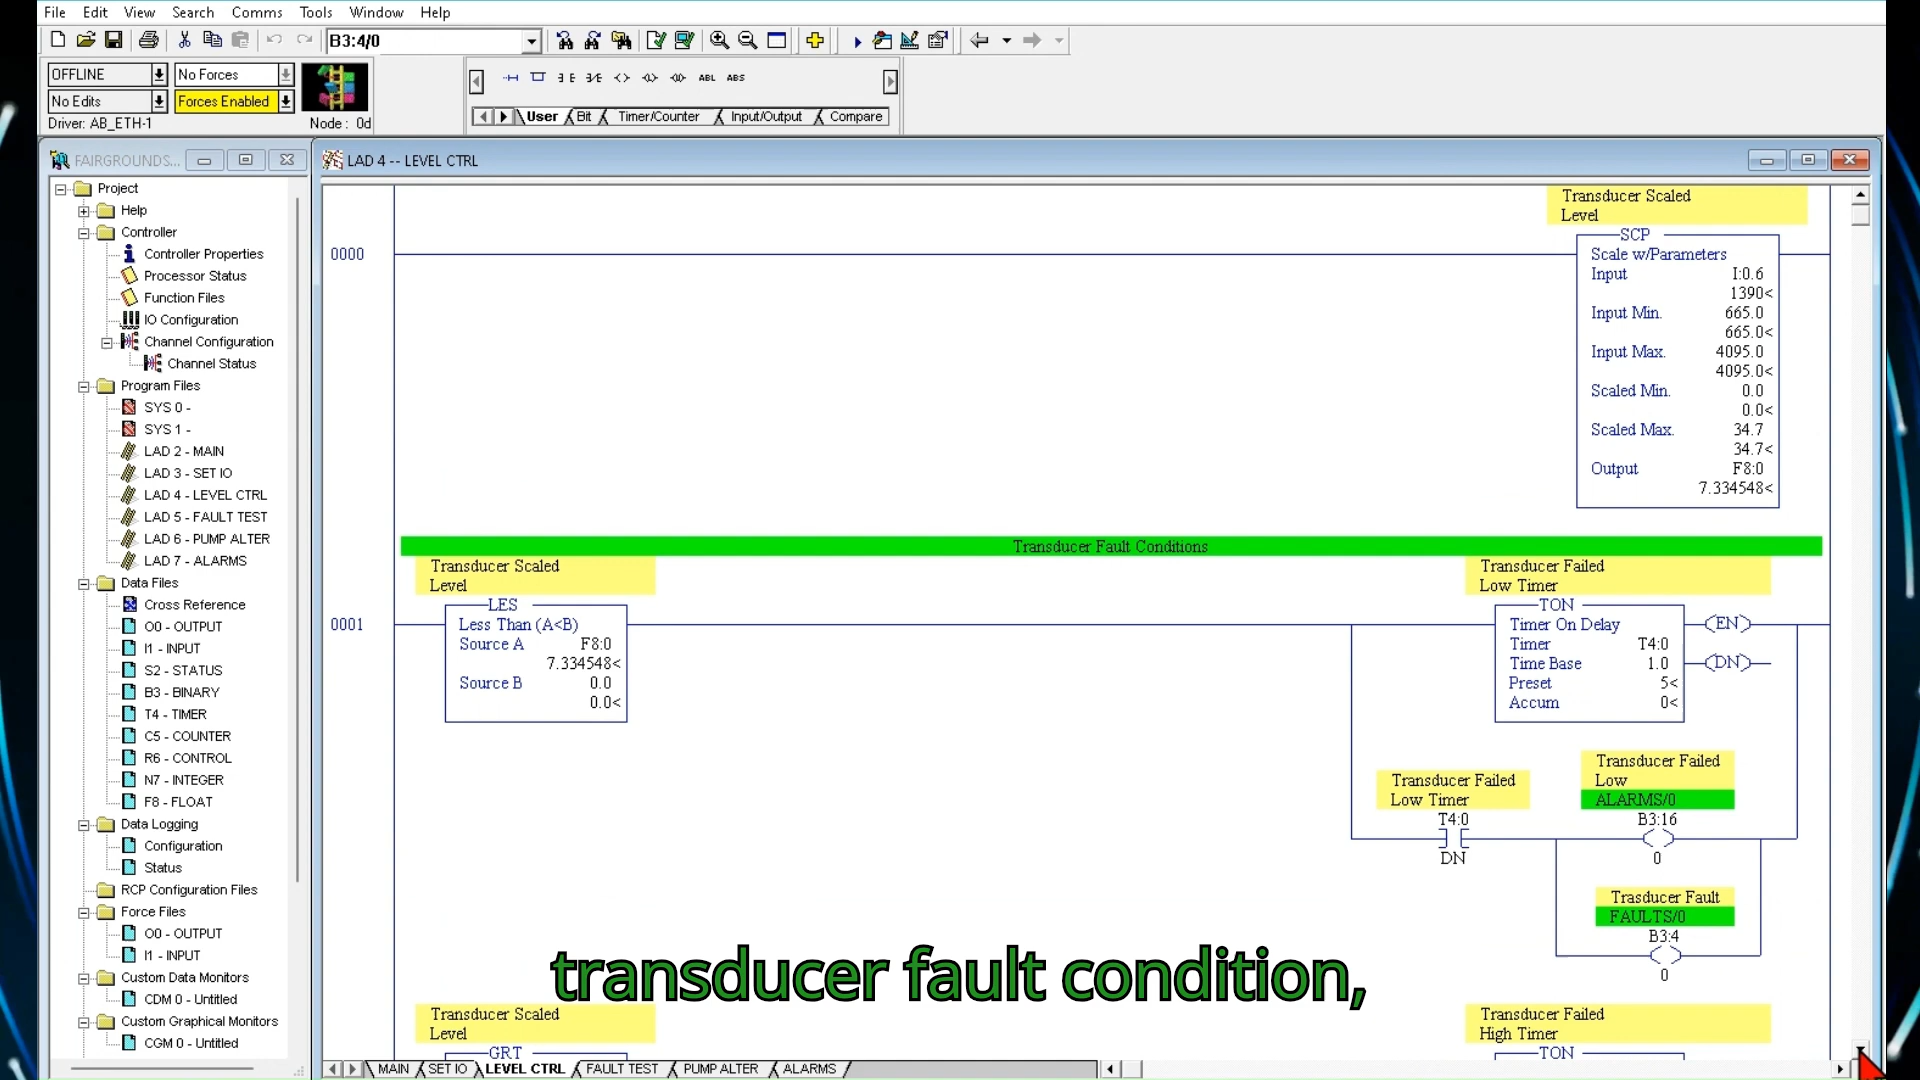 File Edit View Search Comms Tools Window Help
B3:4/0
OFFLINE No Forces
No Edits Forces Enabled
Driver: AB_ETH-1 Node : 0d
ABL ABS
User Bit Timer/Counter Input/Output Compare
FAIRGROUNDS...
Project
Help
Controller
Controller Properties
Processor Status
Function Files
IO Configuration
Channel Configuration
Channel Status
Program Files
SYS 0 -
SYS 1 -
LAD 2 - MAIN
LAD 3 - SET IO
LAD 4 - LEVEL CTRL
LAD 5 - FAULT TEST
LAD 6 - PUMP ALTER
LAD 7 - ALARMS
Data Files
Cross Reference
O0 - OUTPUT
I1 - INPUT
S2 - STATUS
B3 - BINARY
T4 - TIMER
C5 - COUNTER
R6 - CONTROL
N7 - INTEGER
F8 - FLOAT
Data Logging
Configuration
Status
RCP Configuration Files
Force Files
O0 - OUTPUT
I1 - INPUT
Custom Data Monitors
CDM 0 - Untitled
Custom Graphical Monitors
CGM 0 - Untitled
LAD 4 -- LEVEL CTRL
Transducer Scaled
Level
0000
SCP
Scale w/Parameters
Input I:0.6
1390<
Input Min. 665.0
665.0<
Input Max. 4095.0
4095.0<
Scaled Min. 0.0
0.0<
Scaled Max. 34.7
34.7<
Output F8:0
7.334548<
Transducer Fault Conditions
Transducer Scaled
Level
0001
LES
Less Than (A<B)
Source A F8:0
7.334548<
Source B 0.0
0.0<
Transducer Failed
Low Timer
TON
Timer On Delay
Timer T4:0
Time Base 1.0
Preset 5<
Accum 0<
EN
DN
Transducer Failed
Low Timer
T4:0
DN
Transducer Failed
Low
ALARMS/0
B3:16
0
Trasducer Fault
FAULTS/0
B3:4
0
transducer fault condition,
Transducer Scaled
Level
GRT
Transducer Failed
High Timer
TON
MAIN SET IO LEVEL CTRL FAULT TEST PUMP ALTER ALARMS